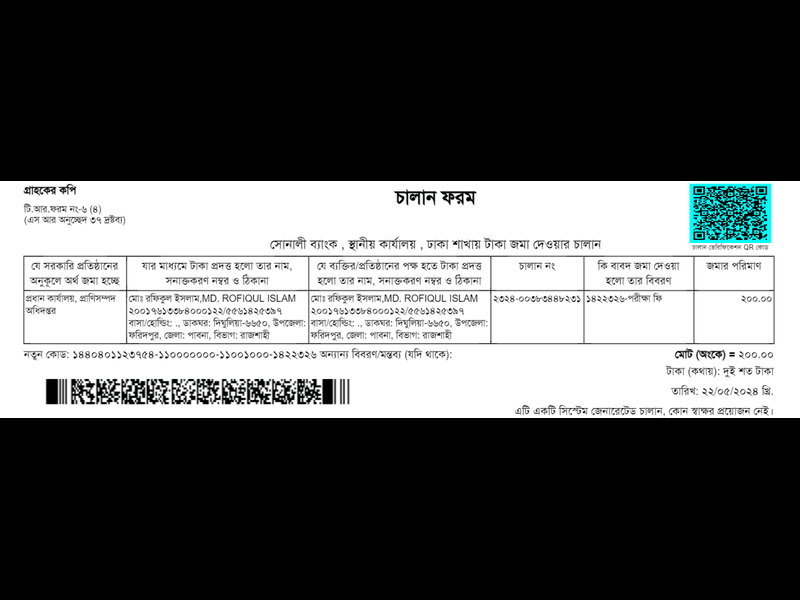 গ্রাহকের কপি
চালান ফরম
টি.আর.ফরম নং-৬ (৪)
(এস আর অনুচ্ছেদ ৩৭ দ্রষ্টব্য)
চালান ভেরিফিকেশন QR কোড
সোনালী ব্যাংক , স্থানীয় কার্যালয় , ঢাকা শাখায় টাকা জমা দেওয়ার চালান
যে সরকারি প্রতিষ্ঠানের অনুকূলে অর্থ জমা হচ্ছে
যার মাধ্যমে টাকা প্রদত্ত হলো তার নাম, সনাক্তকরণ নম্বর ও ঠিকানা
যে ব্যক্তির/প্রতিষ্ঠানের পক্ষ হতে টাকা প্রদত্ত হলো তার নাম, সনাক্তকরণ নম্বর ও ঠিকানা
চালান নং
কি বাবদ জমা দেওয়া হলো তার বিবরণ
জমার পরিমাণ
প্রধান কার্যালয়, প্রাণিসম্পদ অধিদপ্তর
মোঃ রফিকুল ইসলাম,MD. ROFIQUL ISLAM
২০০১৭৬১৩৩৮৪০০০১২২/৫৫৬১৪২৫৩৯৭
বাসা/হোল্ডিং: ., ডাকঘর: দিঘুলিয়া-৬৬৫০, উপজেলা:
ফরিদপুর, জেলা: পাবনা, বিভাগ: রাজশাহী
মোঃ রফিকুল ইসলাম,MD. ROFIQUL ISLAM
২০০১৭৬১৩৩৮৪০০০১২২/৫৫৬১৪২৫৩৯৭
বাসা/হোল্ডিং: ., ডাকঘর: দিঘুলিয়া-৬৬৫০, উপজেলা:
ফরিদপুর, জেলা: পাবনা, বিভাগ: রাজশাহী
২৩২৪-০০৩৮৩৪৪৮২৩১
১৪২২৩২৬-পরীক্ষা ফি
২০০.০০
নতুন কোড: ১৪৪০৪০১১২৩৭৫৪-১১০০০০০০০-১১০০১০০০-১৪২২৩২৬ অন্যান্য বিবরণ/মন্তব্য (যদি থাকে):
মোট (অংকে) = ২০০.০০
টাকা (কথায়): দুই শত টাকা
তারিখ: ২২/০৫/২০২৪ খ্রি.
এটি একটি সিস্টেম জেনারেটেড চালান, কোন স্বাক্ষর প্রয়োজন নেই।